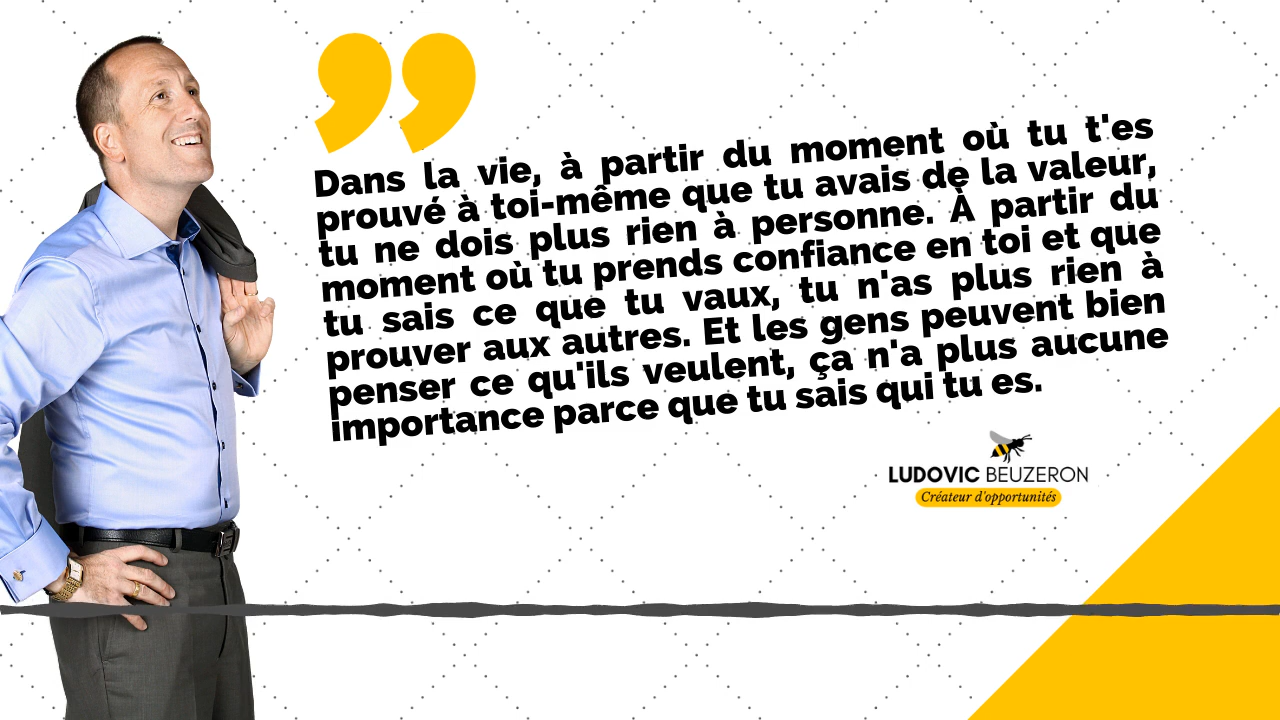 Dans la vie, à partir du moment où tu t'es
prouvé à toi-même que tu avais de la valeur,
tu ne dois plus rien à personne. À partir du
moment où tu prends confiance en toi et que
tu sais ce que tu vaux, tu n'as plus rien à
prouver aux autres. Et les gens peuvent bien
penser ce qu'ils veulent, ça n'a plus aucune
importance parce que tu sais qui tu es.
LUDOVIC BEUZERON
Créateur d'opportunités